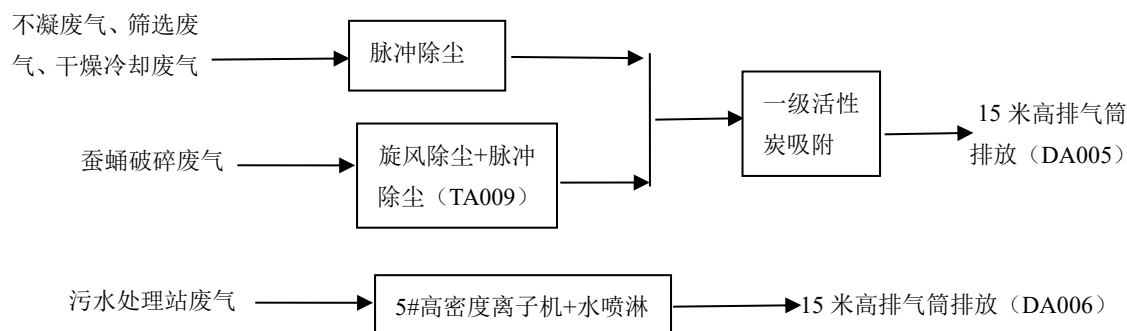 不凝废气、筛选废
气、干燥冷却废气
脉冲除尘
一级活性
炭吸附
15 米高排气筒
排放（DA005）
蚕蛹破碎废气
旋风除尘+脉冲
除尘（TA009）
污水处理站废气
5#高密度离子机+水喷淋
15 米高排气筒排放（DA006）